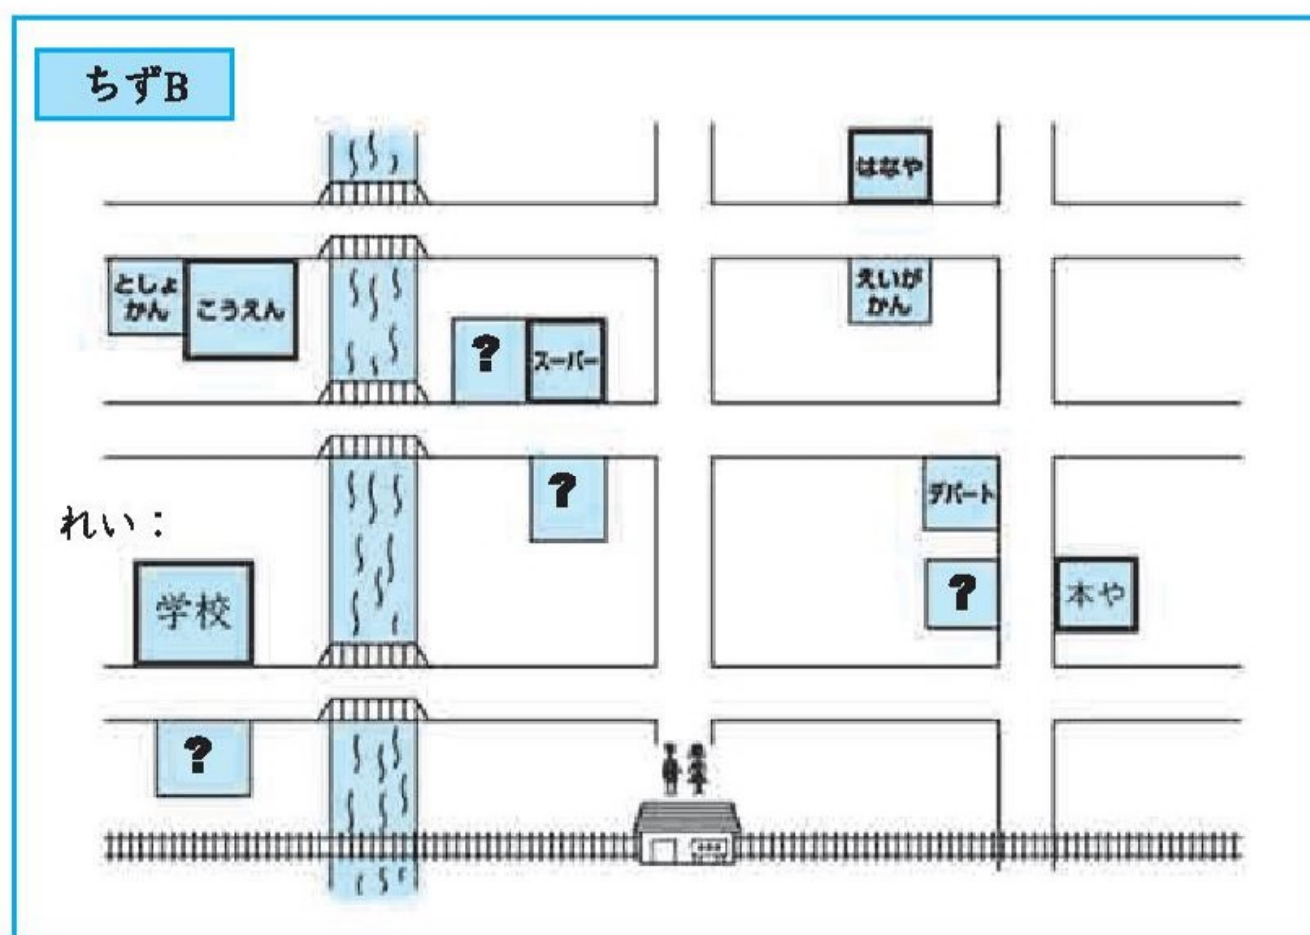 ちずB
はなや
としょ
かん
こうえん
えいが
かん
?
スーパー
?
デパート
れい：
学校
?
本や
?